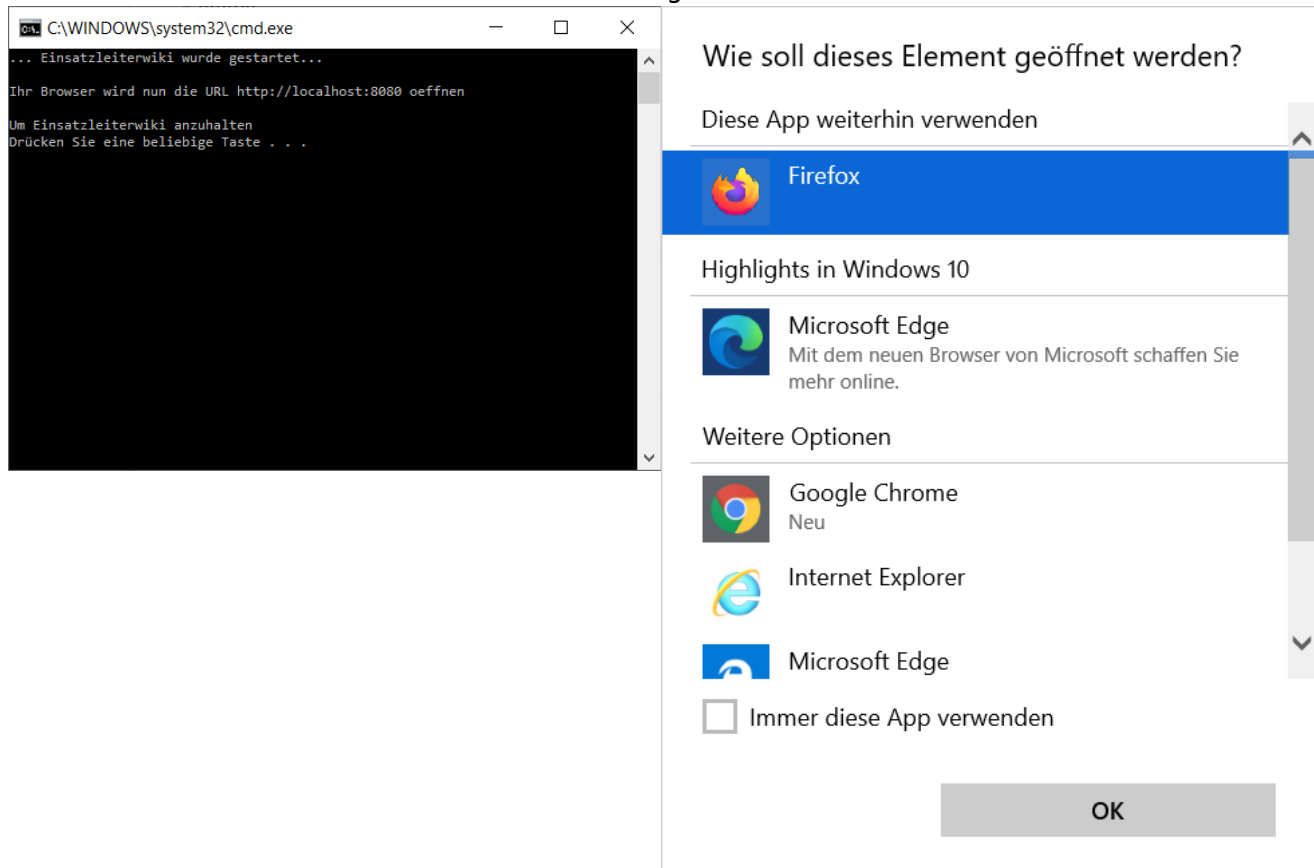 C:\WINDOWS\system32\cmd.exe
... Einsatzleiterwiki wurde gestartet...
Ihr Browser wird nun die URL http://localhost:8080 oeffnen
Um Einsatzleiterwiki anzuhalten
Drücken Sie eine beliebige Taste . . .
Wie soll dieses Element geöffnet werden?
Diese App weiterhin verwenden
Firefox
Highlights in Windows 10
Microsoft Edge
Mit dem neuen Browser von Microsoft schaffen Sie
mehr online.
Weitere Optionen
Google Chrome
Neu
Internet Explorer
Microsoft Edge
Immer diese App verwenden
OK